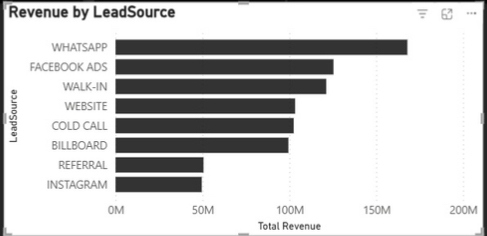 Revenue by LeadSource
LeadSource
WHATSAPP
FACEBOOK ADS
WALK-IN
WEBSITE
COLD CALL
BILLBOARD
REFERRAL
INSTAGRAM
0M 50M 100M 150M 200M
Total Revenue